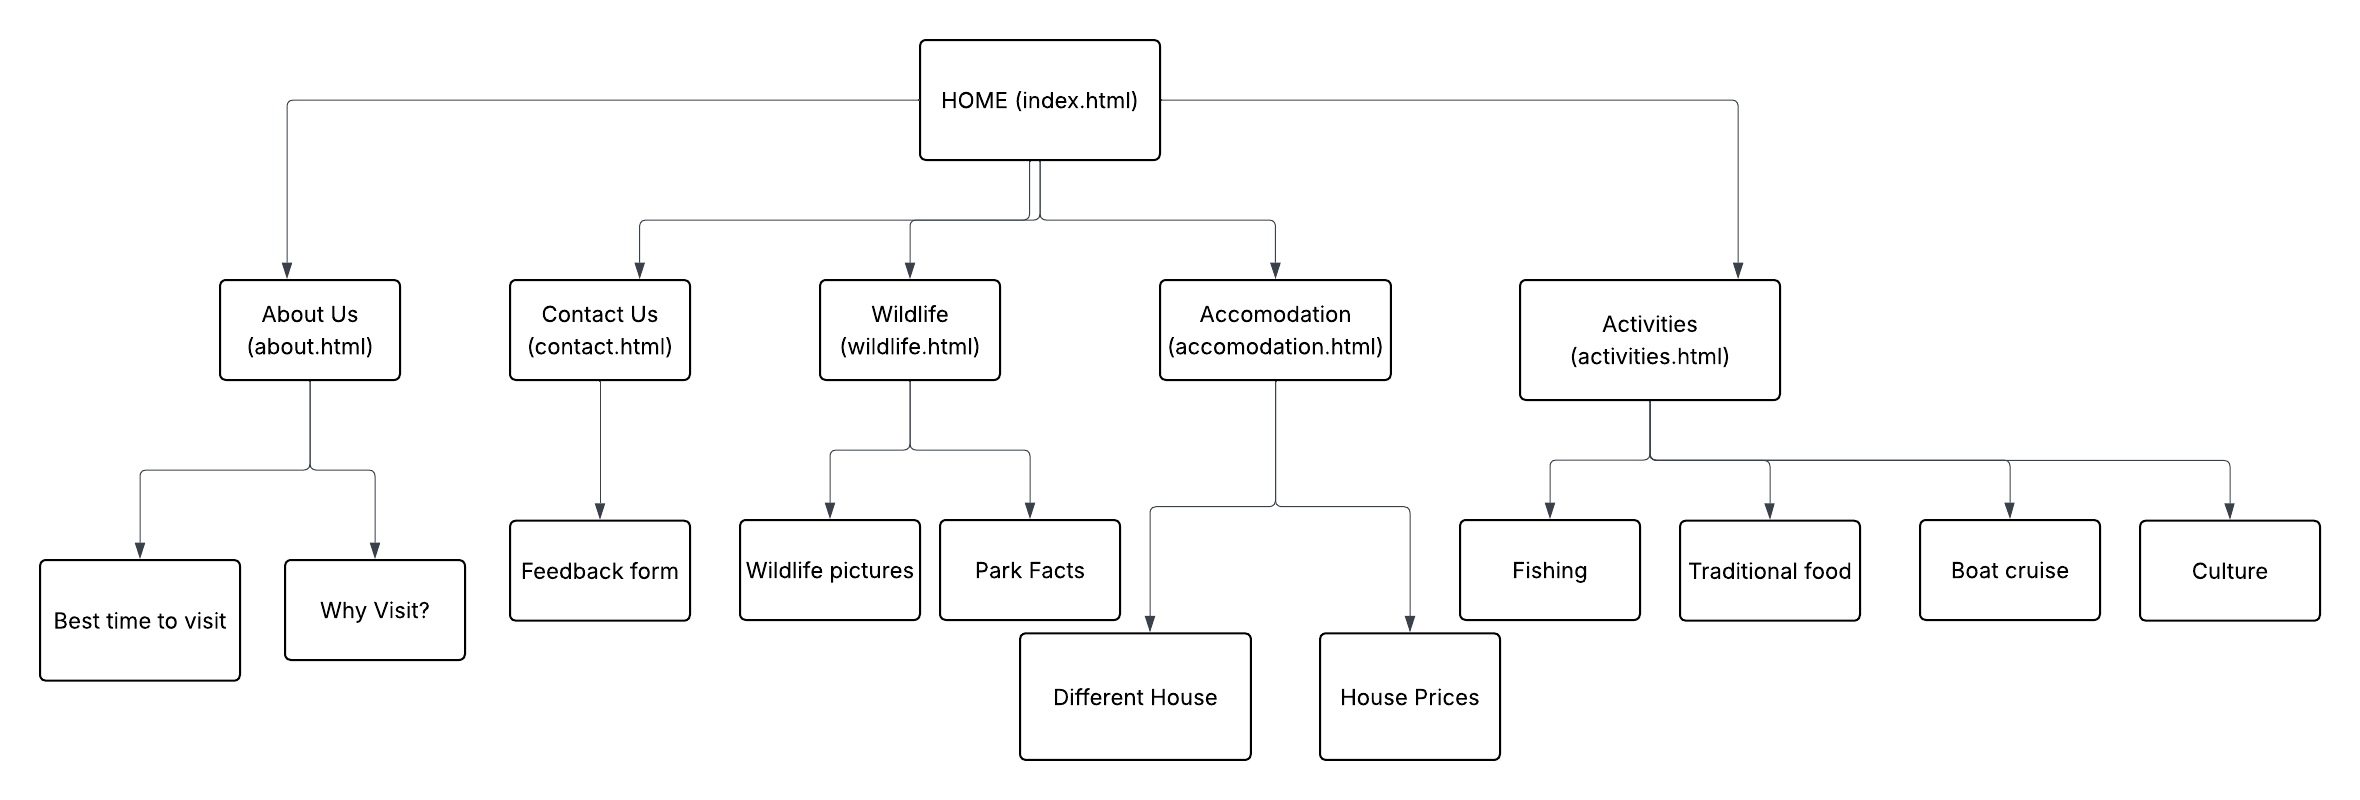 HOME (index.html)
About Us
(about.html)
Contact Us
(contact.html)
Wildlife
(wildlife.html)
Accomodation
(accomodation.html)
Activities
(activities.html)
Best time to visit
Why Visit?
Feedback form
Wildlife pictures
Park Facts
Different House
House Prices
Fishing
Traditional food
Boat cruise
Culture